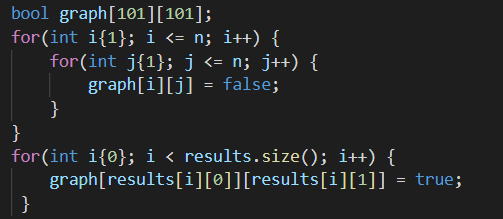 bool graph[101][101];
for(int i{1}; i <= n; i++) {
    for(int j{1}; j <= n; j++) {
        graph[i][j] = false;
    }
}
for(int i{0}; i < results.size(); i++) {
    graph[results[i][0]][results[i][1]] = true;
 }